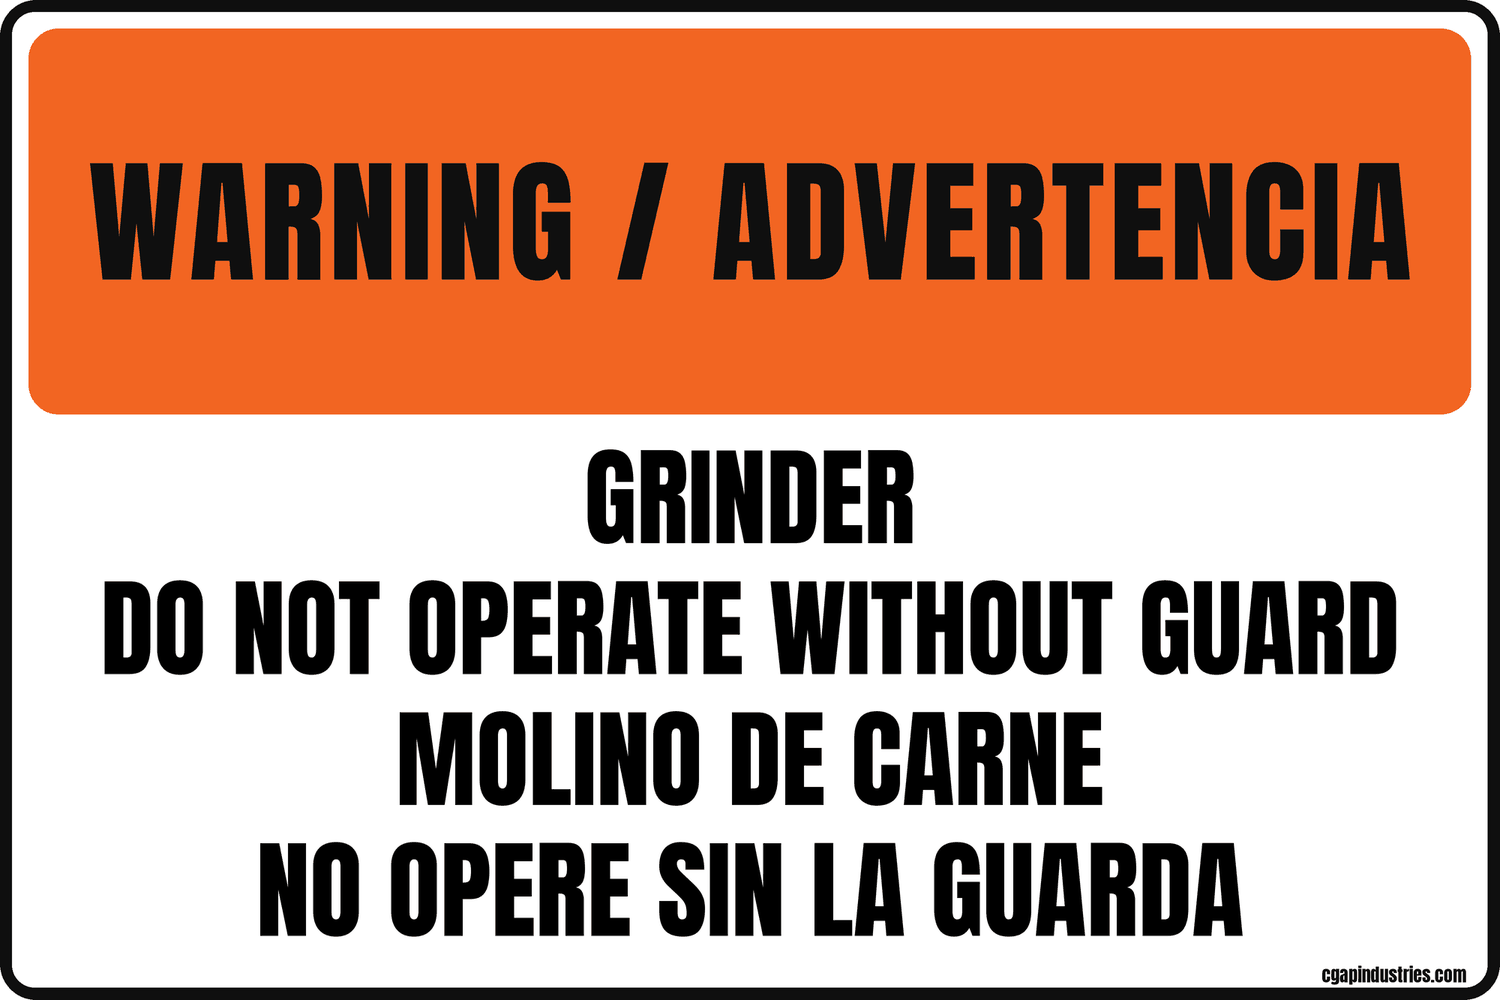 WARNING / ADVERTENCIA
GRINDER
DO NOT OPERATE WITHOUT GUARD
MOLINO DE CARNE
NO OPERE SIN LA GUARDA
cgapindustries.com